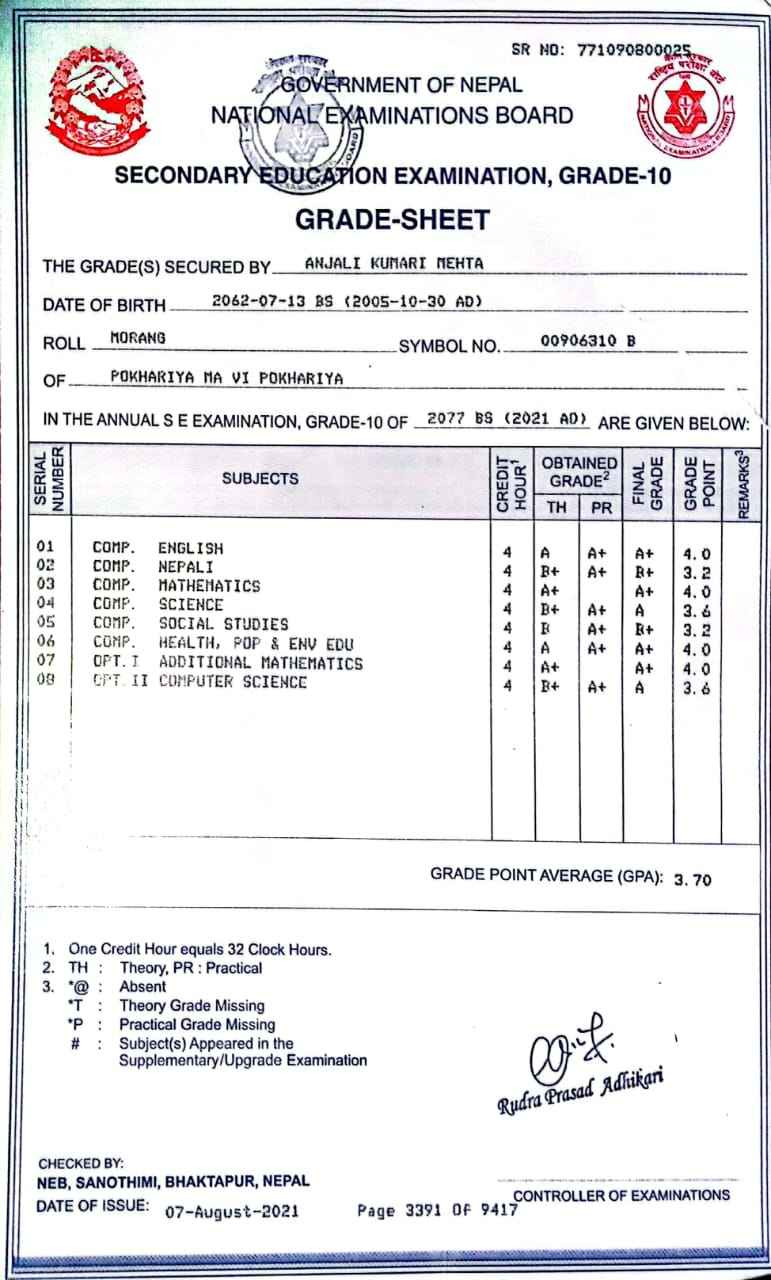 SR NO: 771090800025
नेपाल सरकार
राष्ट्रिय परीक्षा बोर्ड
GOVERNMENT OF NEPAL
NATIONAL EXAMINATIONS BOARD
NATIONAL EXAMINATION BOARD
SECONDARY EDUCATION EXAMINATION, GRADE-10
GRADE-SHEET
THE GRADE(S) SECURED BY ANJALI KUMARI MEHTA
DATE OF BIRTH 2062-07-13 BS (2005-10-30 AD)
ROLL MORANG SYMBOL NO. 00906310 B
OF POKHARIYA MA VI POKHARIYA
IN THE ANNUAL S E EXAMINATION, GRADE-10 OF 2077 BS (2021 AD) ARE GIVEN BELOW:
SERIAL NUMBER SUBJECTS CREDIT HOUR1 OBTAINED GRADE2 FINAL GRADE GRADE POINT REMARKS3
TH PR
01 COMP. ENGLISH 4 A A+ A+ 4.0
02 COMP. NEPALI 4 B+ A+ B+ 3.2
03 COMP. MATHEMATICS 4 A+ A+ 4.0
04 COMP. SCIENCE 4 B+ A+ A 3.6
05 COMP. SOCIAL STUDIES 4 B A+ B+ 3.2
06 COMP. HEALTH, POP & ENV EDU 4 A A+ A+ 4.0
07 OPT.I ADDITIONAL MATHEMATICS 4 A+ A+ 4.0
08 OPT.II COMPUTER SCIENCE 4 B+ A+ A 3.6
GRADE POINT AVERAGE (GPA): 3.70
1. One Credit Hour equals 32 Clock Hours.
2. TH : Theory, PR : Practical
3. *@ : Absent
*T : Theory Grade Missing
*P : Practical Grade Missing
# : Subject(s) Appeared in the
Supplementary/Upgrade Examination
Rudra Prasad Adhikari
CHECKED BY:
NEB, SANOTHIMI, BHAKTAPUR, NEPAL
CONTROLLER OF EXAMINATIONS
DATE OF ISSUE: 07-August-2021 Page 3391 Of 9417